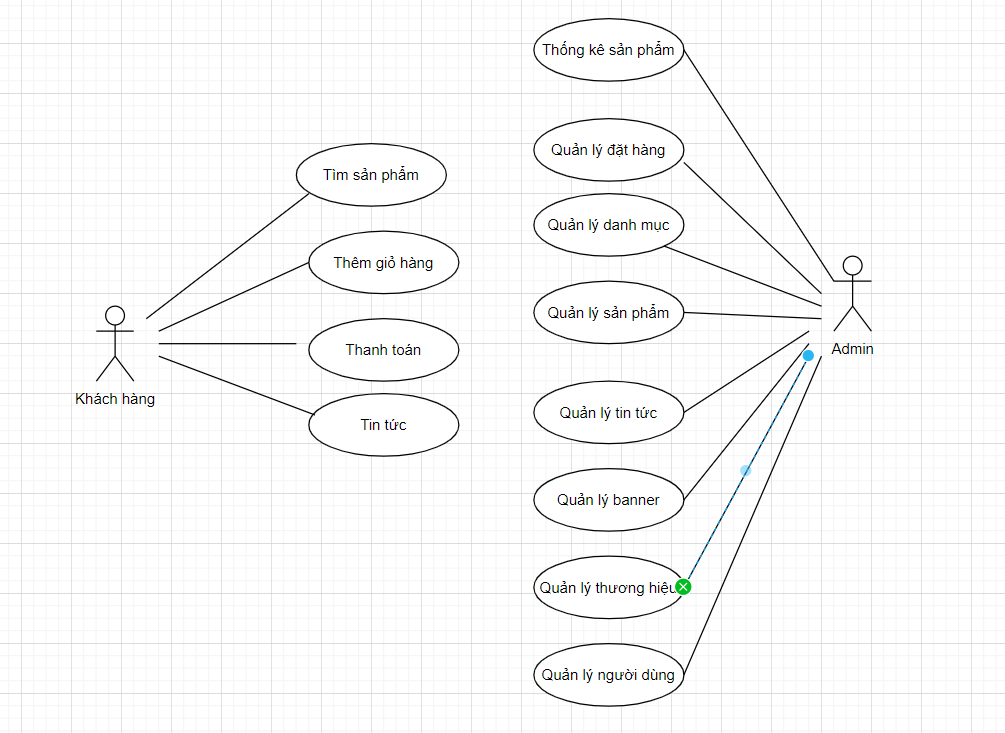 Thống kê sản phẩm
Quản lý đặt hàng
Tìm sản phẩm
Quản lý danh mục
Thêm giỏ hàng
Quản lý sản phẩm
Thanh toán
Admin
Khách hàng
Tin tức
Quản lý tin tức
Quản lý banner
Quản lý thương hiệu
Quản lý người dùng